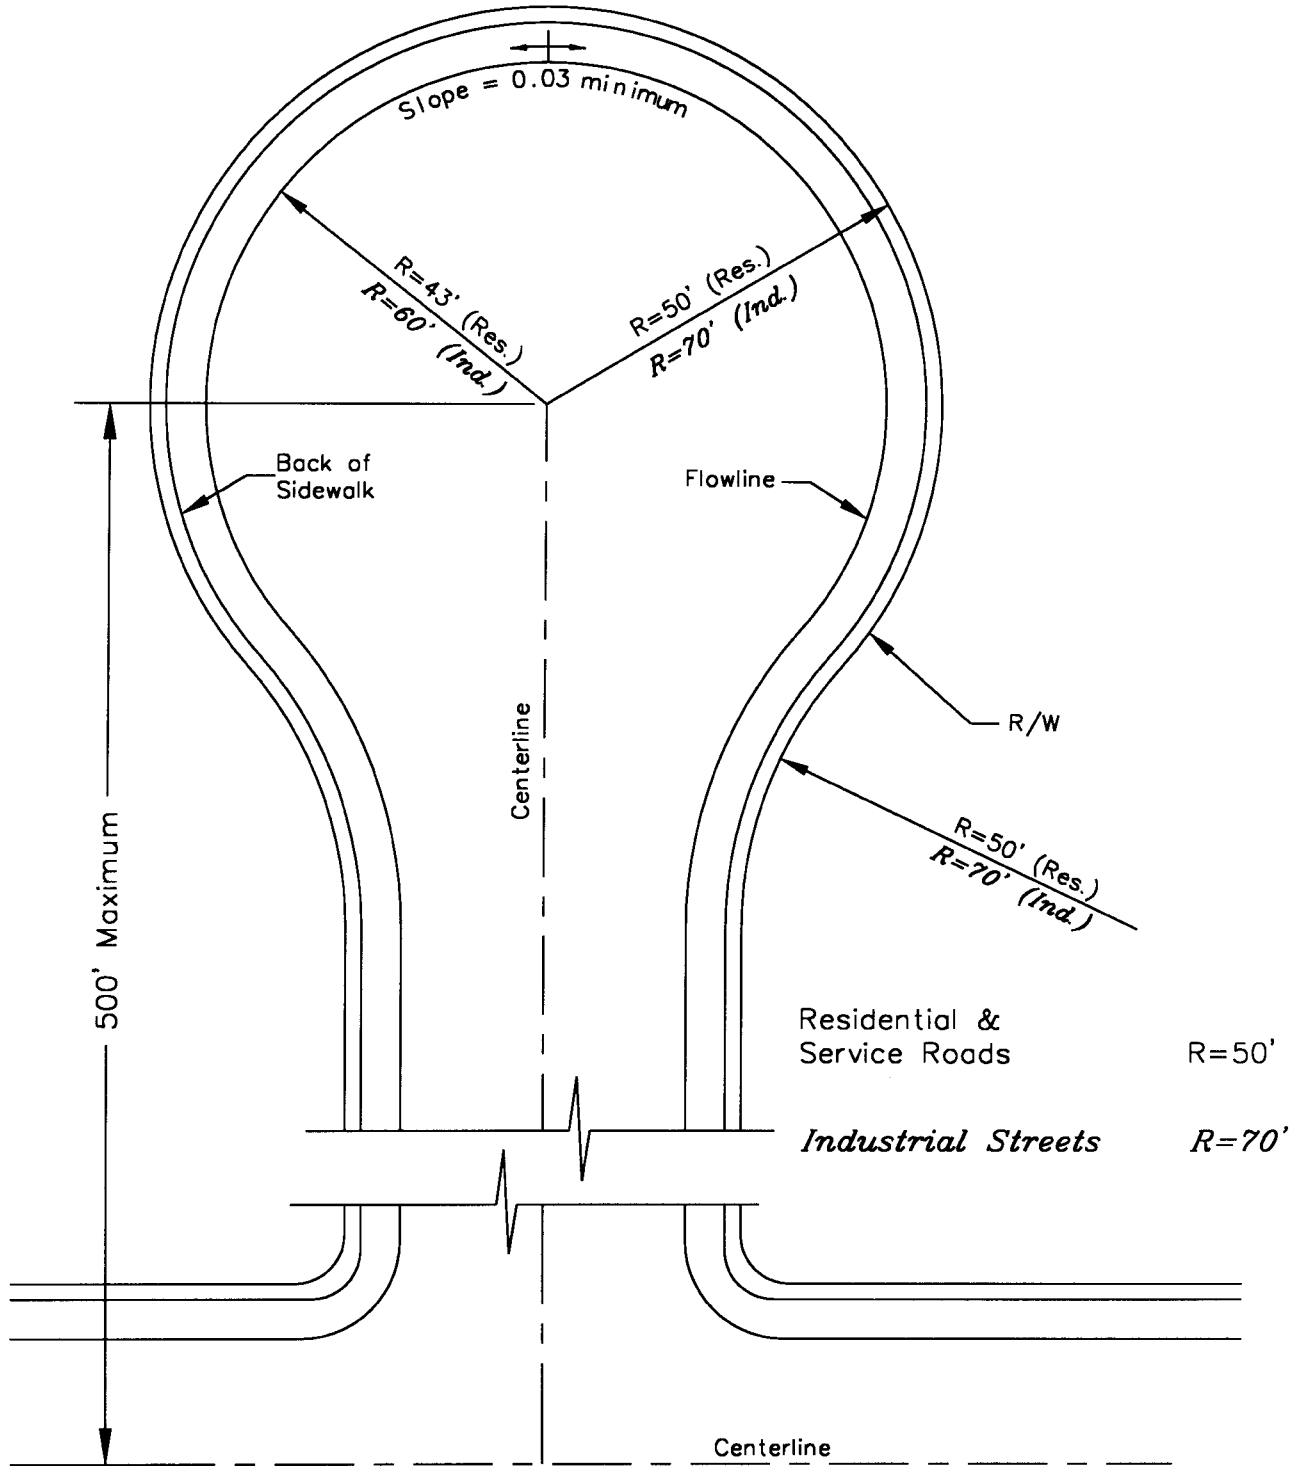 Slope = 0.03 minimum
R=43' (Res.)
R=60' (Ind.)
R=50' (Res.)
R=70' (Ind.)
Back of
Sidewalk
Flowline
Centerline
R/W
R=50' (Res.)
R=70' (Ind.)
500' Maximum
Residential &
Service Roads R=50'
Industrial Streets R=70'
Centerline